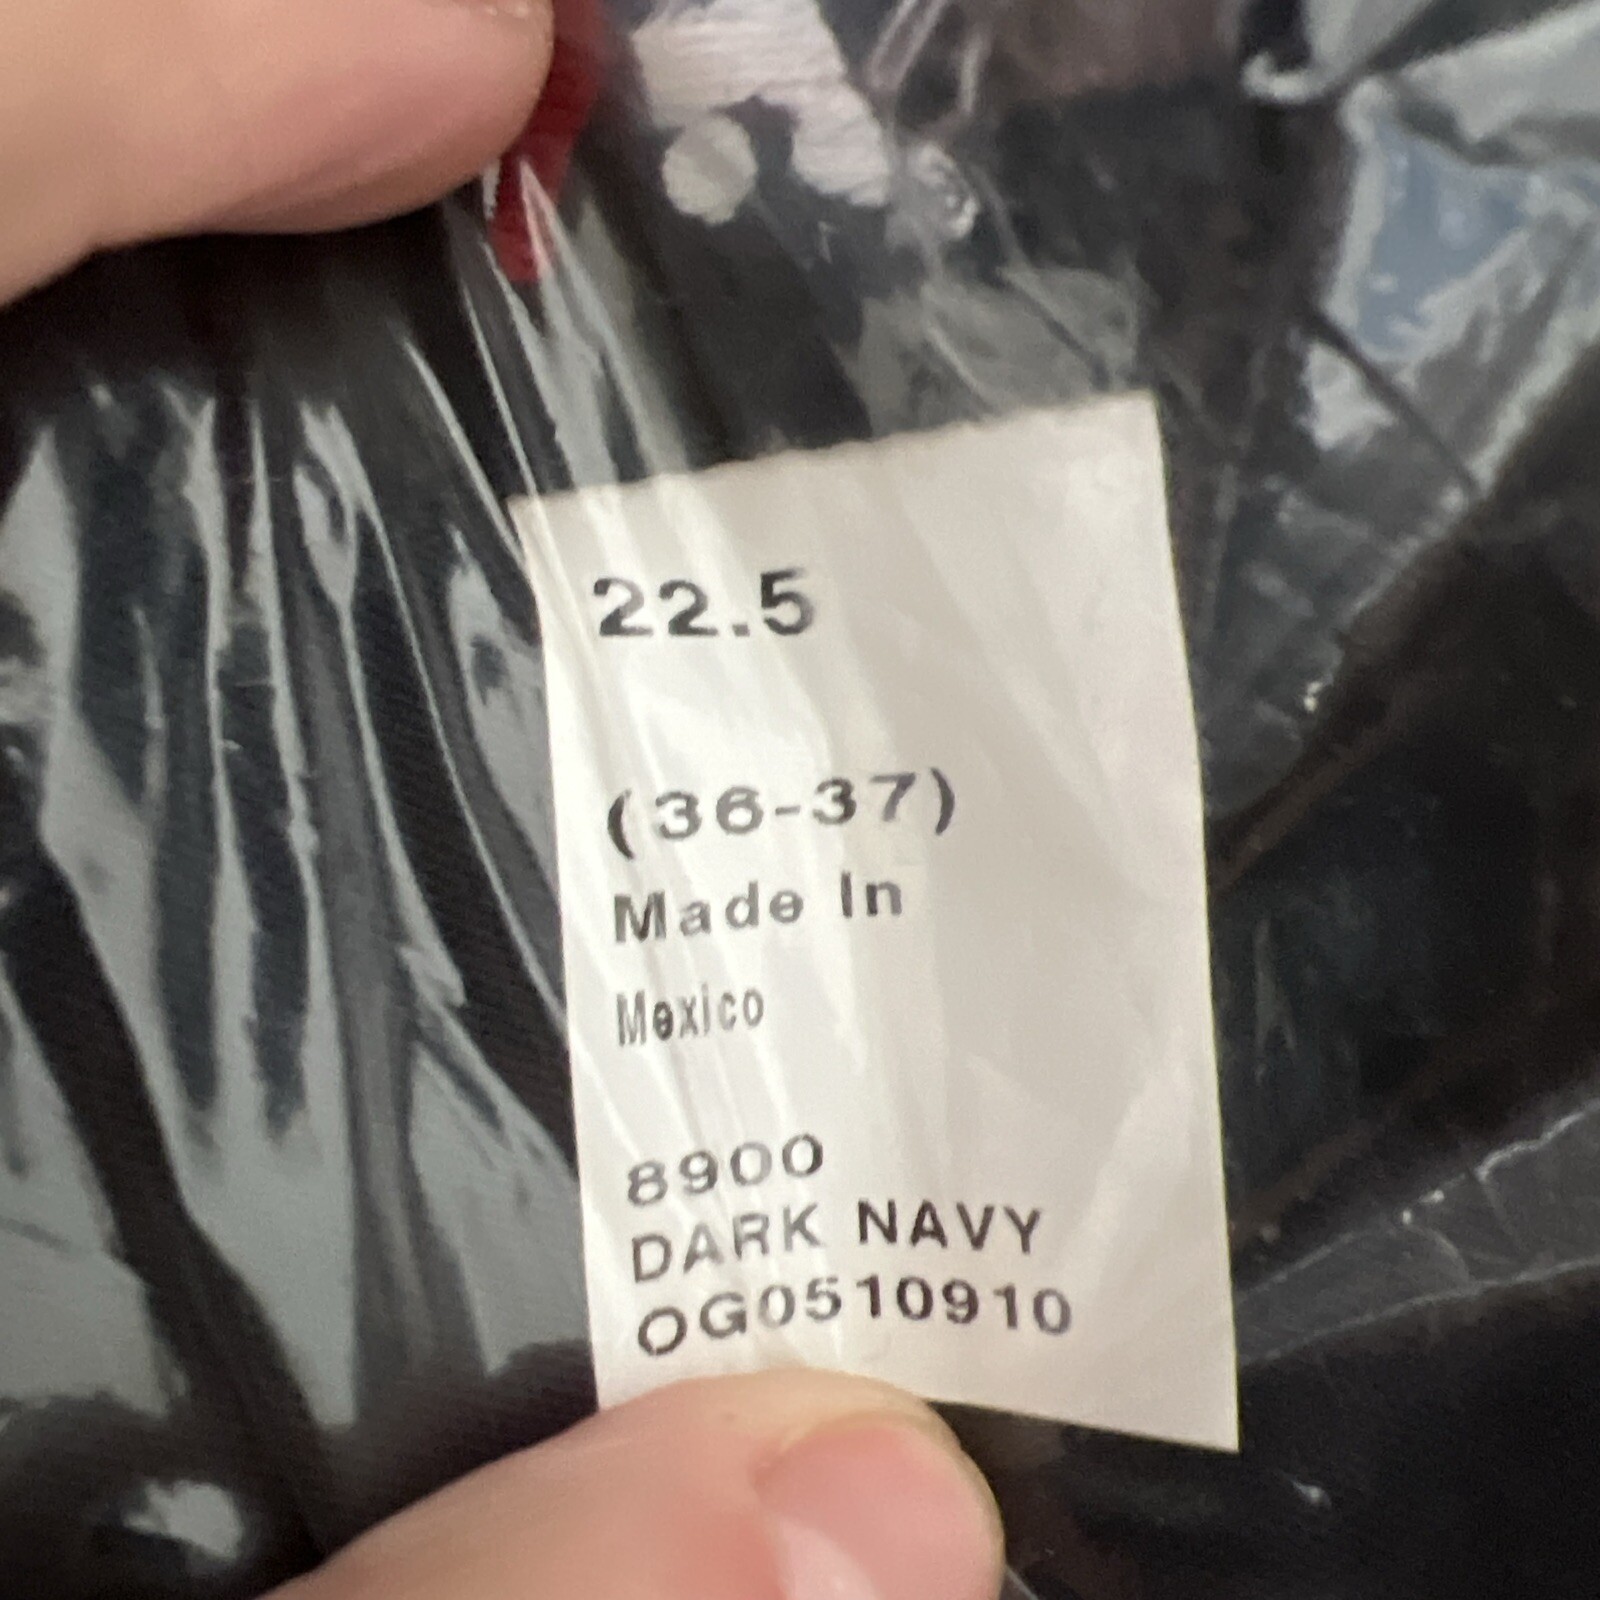 22.5
(36-37)
Made In
Mexico
8900
DARK NAVY
OG0510910